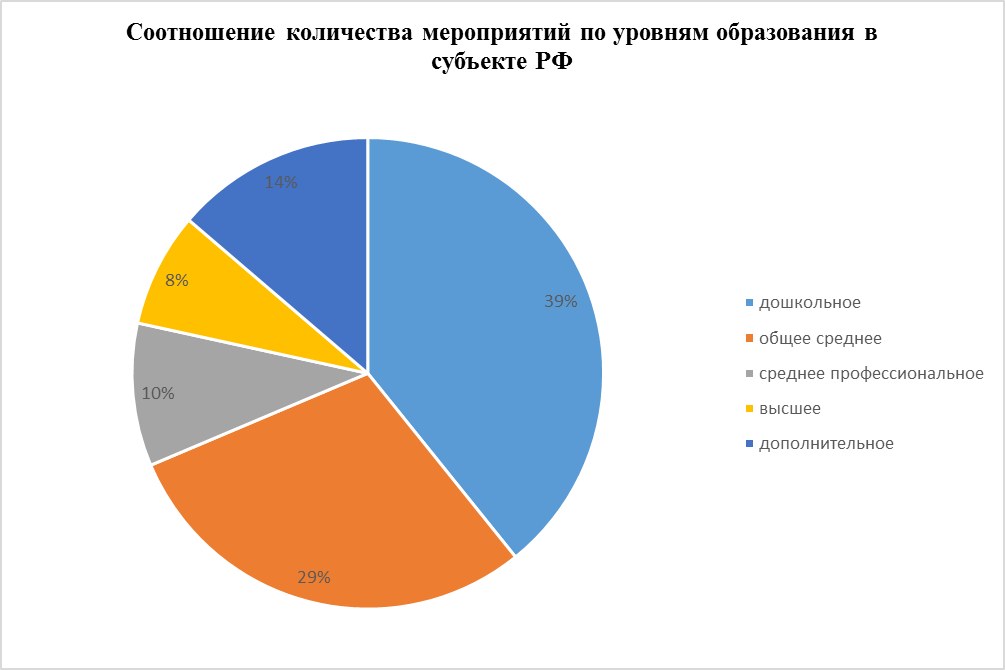 Соотношение количества мероприятий по уровням образования в
субъекте РФ
14%
39%
8%
10%
29%
дошкольное
общее среднее
среднее профессиональное
высшее
дополнительное